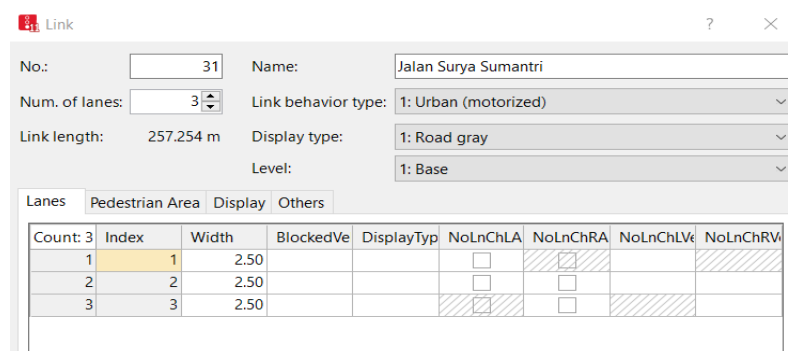 Link ?
No.: 31 Name: Jalan Surya Sumantri
Num. of lanes: 3 Link behavior type: 1: Urban (motorized)
Link length: 257.254 m Display type: 1: Road gray
Level: 1: Base
Lanes Pedestrian Area Display Others
Count: 3 Index Width BlockedVe DisplayTyp NoLnChLA NoLnChRA NoLnChLVe NoLnChRVe
1 1 2.50
2 2 2.50
3 3 2.50